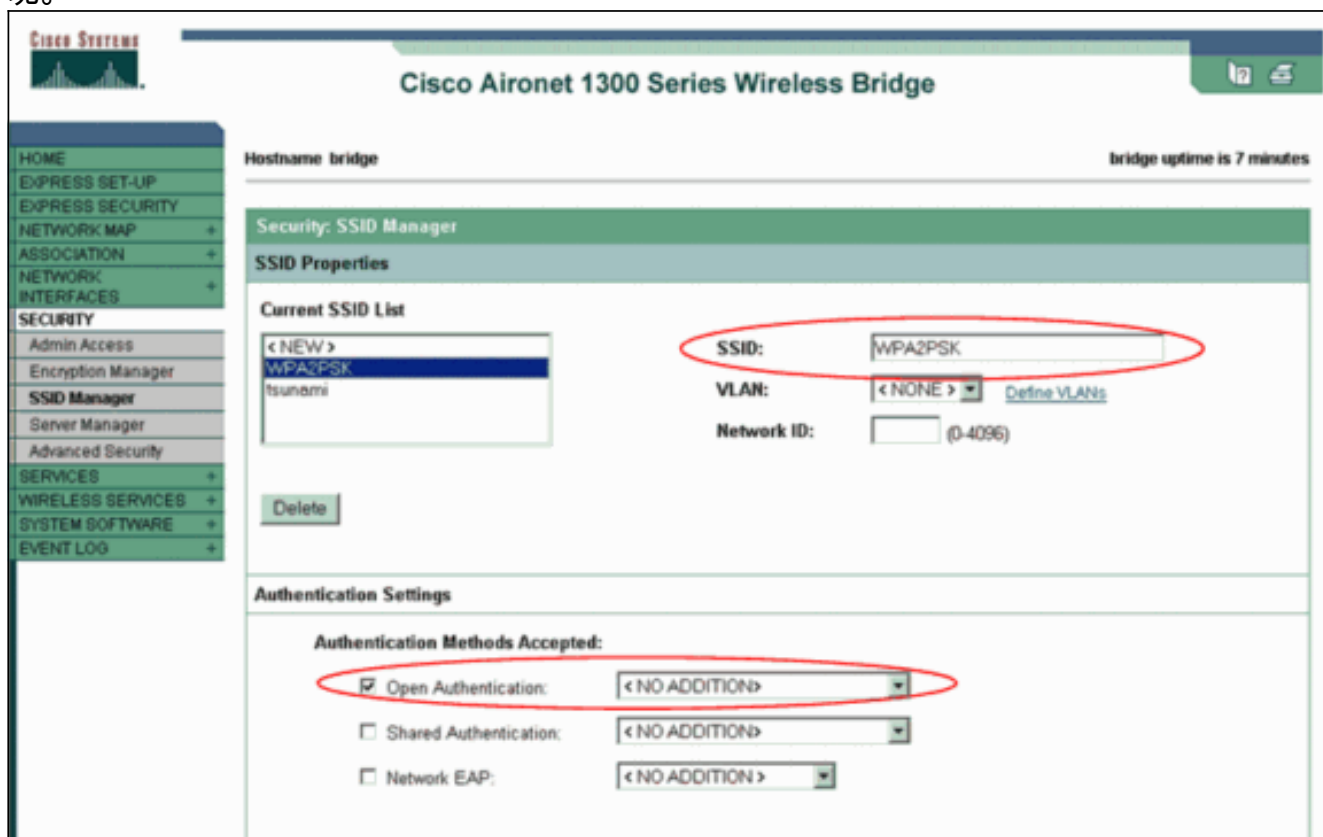 Cisco Systems
Cisco Aironet 1300 Series Wireless Bridge
HOME
EXPRESS SET-UP
EXPRESS SECURITY
NETWORK MAP +
ASSOCIATION +
NETWORK INTERFACES +
SECURITY
Admin Access
Encryption Manager
SSID Manager
Server Manager
Advanced Security
SERVICES +
WIRELESS SERVICES +
SYSTEM SOFTWARE +
EVENT LOG +
Hostname bridge
bridge uptime is 7 minutes
Security: SSID Manager
SSID Properties
Current SSID List
< NEW >
WPA2PSK
tsunami
Delete
SSID: WPA2PSK
VLAN: < NONE > Define VLANs
Network ID: (0-4096)
Authentication Settings
Authentication Methods Accepted:
Open Authentication: < NO ADDITION>
Shared Authentication: < NO ADDITION>
Network EAP: < NO ADDITION >